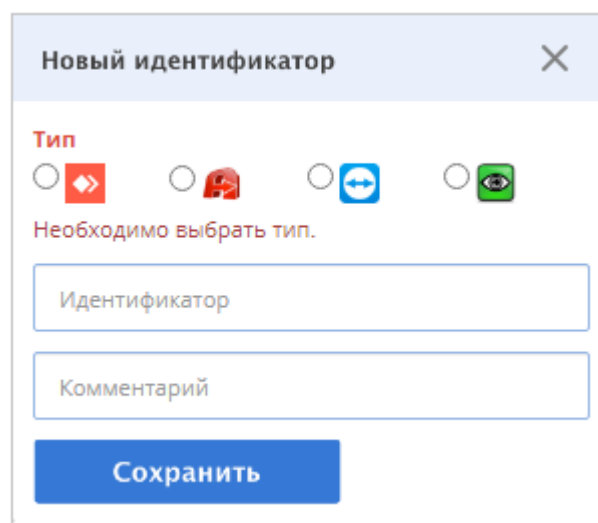 Новый идентификатор
Тип
Необходимо выбрать тип.
Идентификатор
Комментарий
Сохранить